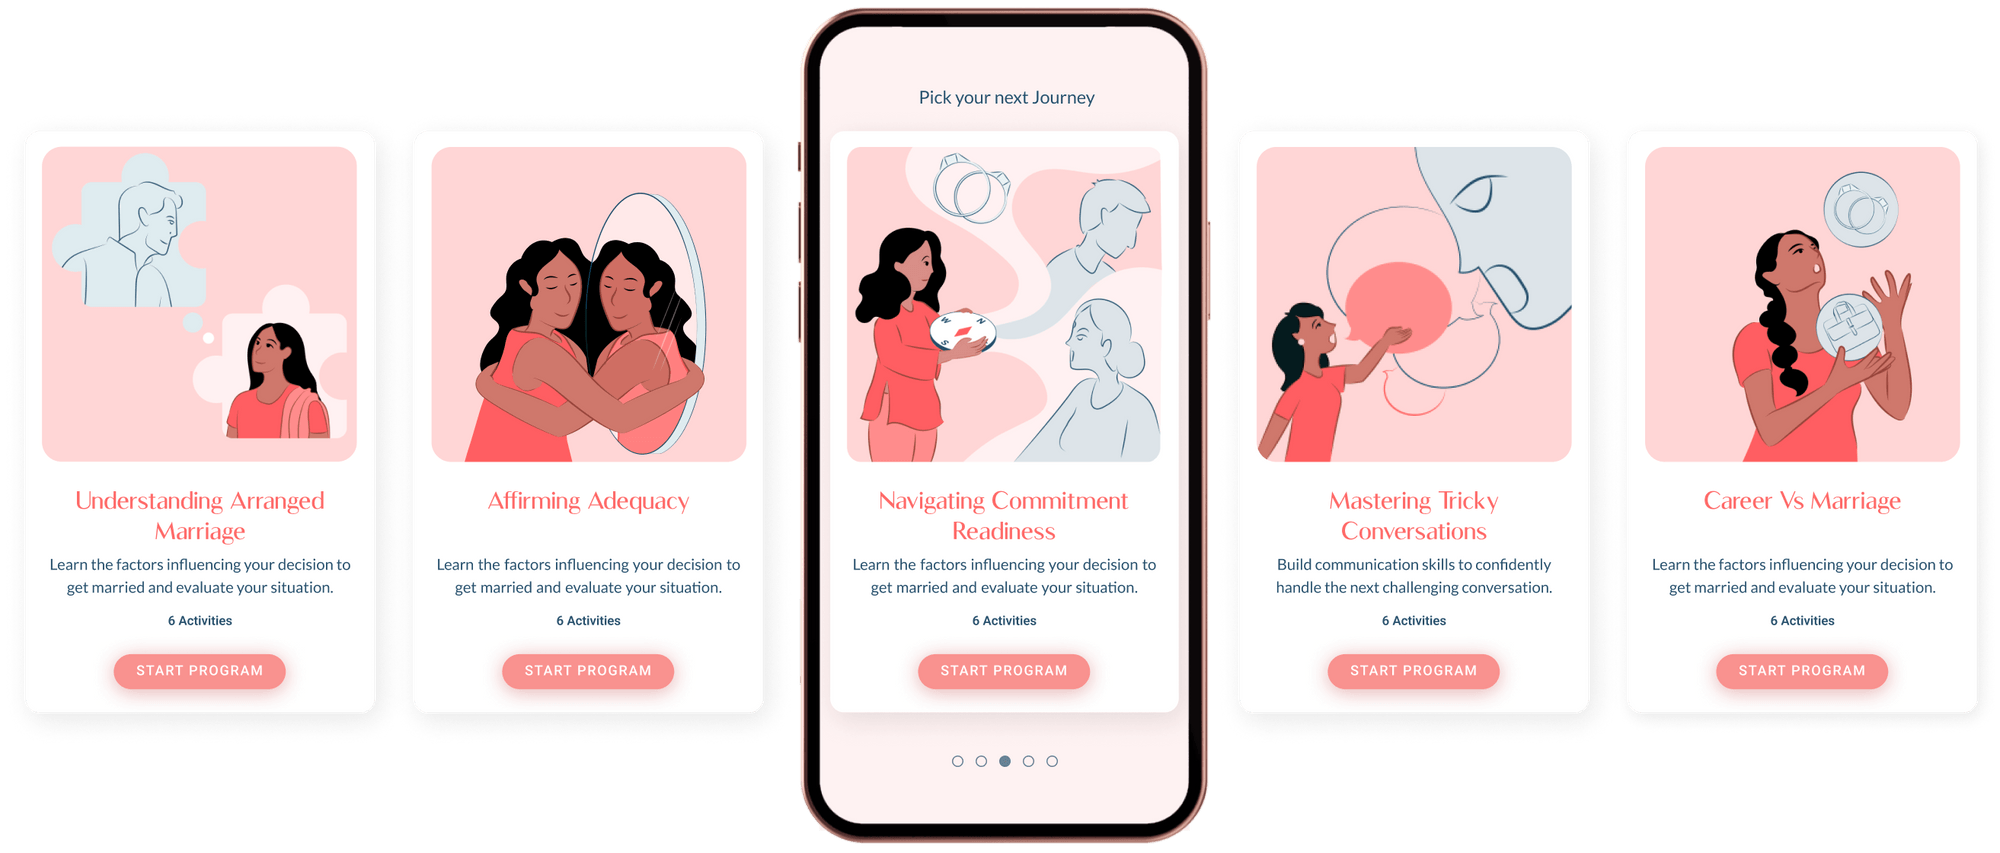 Pick your next Journey
Understanding Arranged
Marriage
Learn the factors influencing your decision to
get married and evaluate your situation.
6 Activities
START PROGRAM
Affirming Adequacy
Learn the factors influencing your decision to
get married and evaluate your situation.
6 Activities
START PROGRAM
W N
S
Navigating Commitment
Readiness
Learn the factors influencing your decision to
get married and evaluate your situation.
6 Activities
START PROGRAM
Mastering Tricky
Conversations
Build communication skills to confidently
handle the next challenging conversation.
6 Activities
START PROGRAM
Career Vs Marriage
Learn the factors influencing your decision to
get married and evaluate your situation.
6 Activities
START PROGRAM